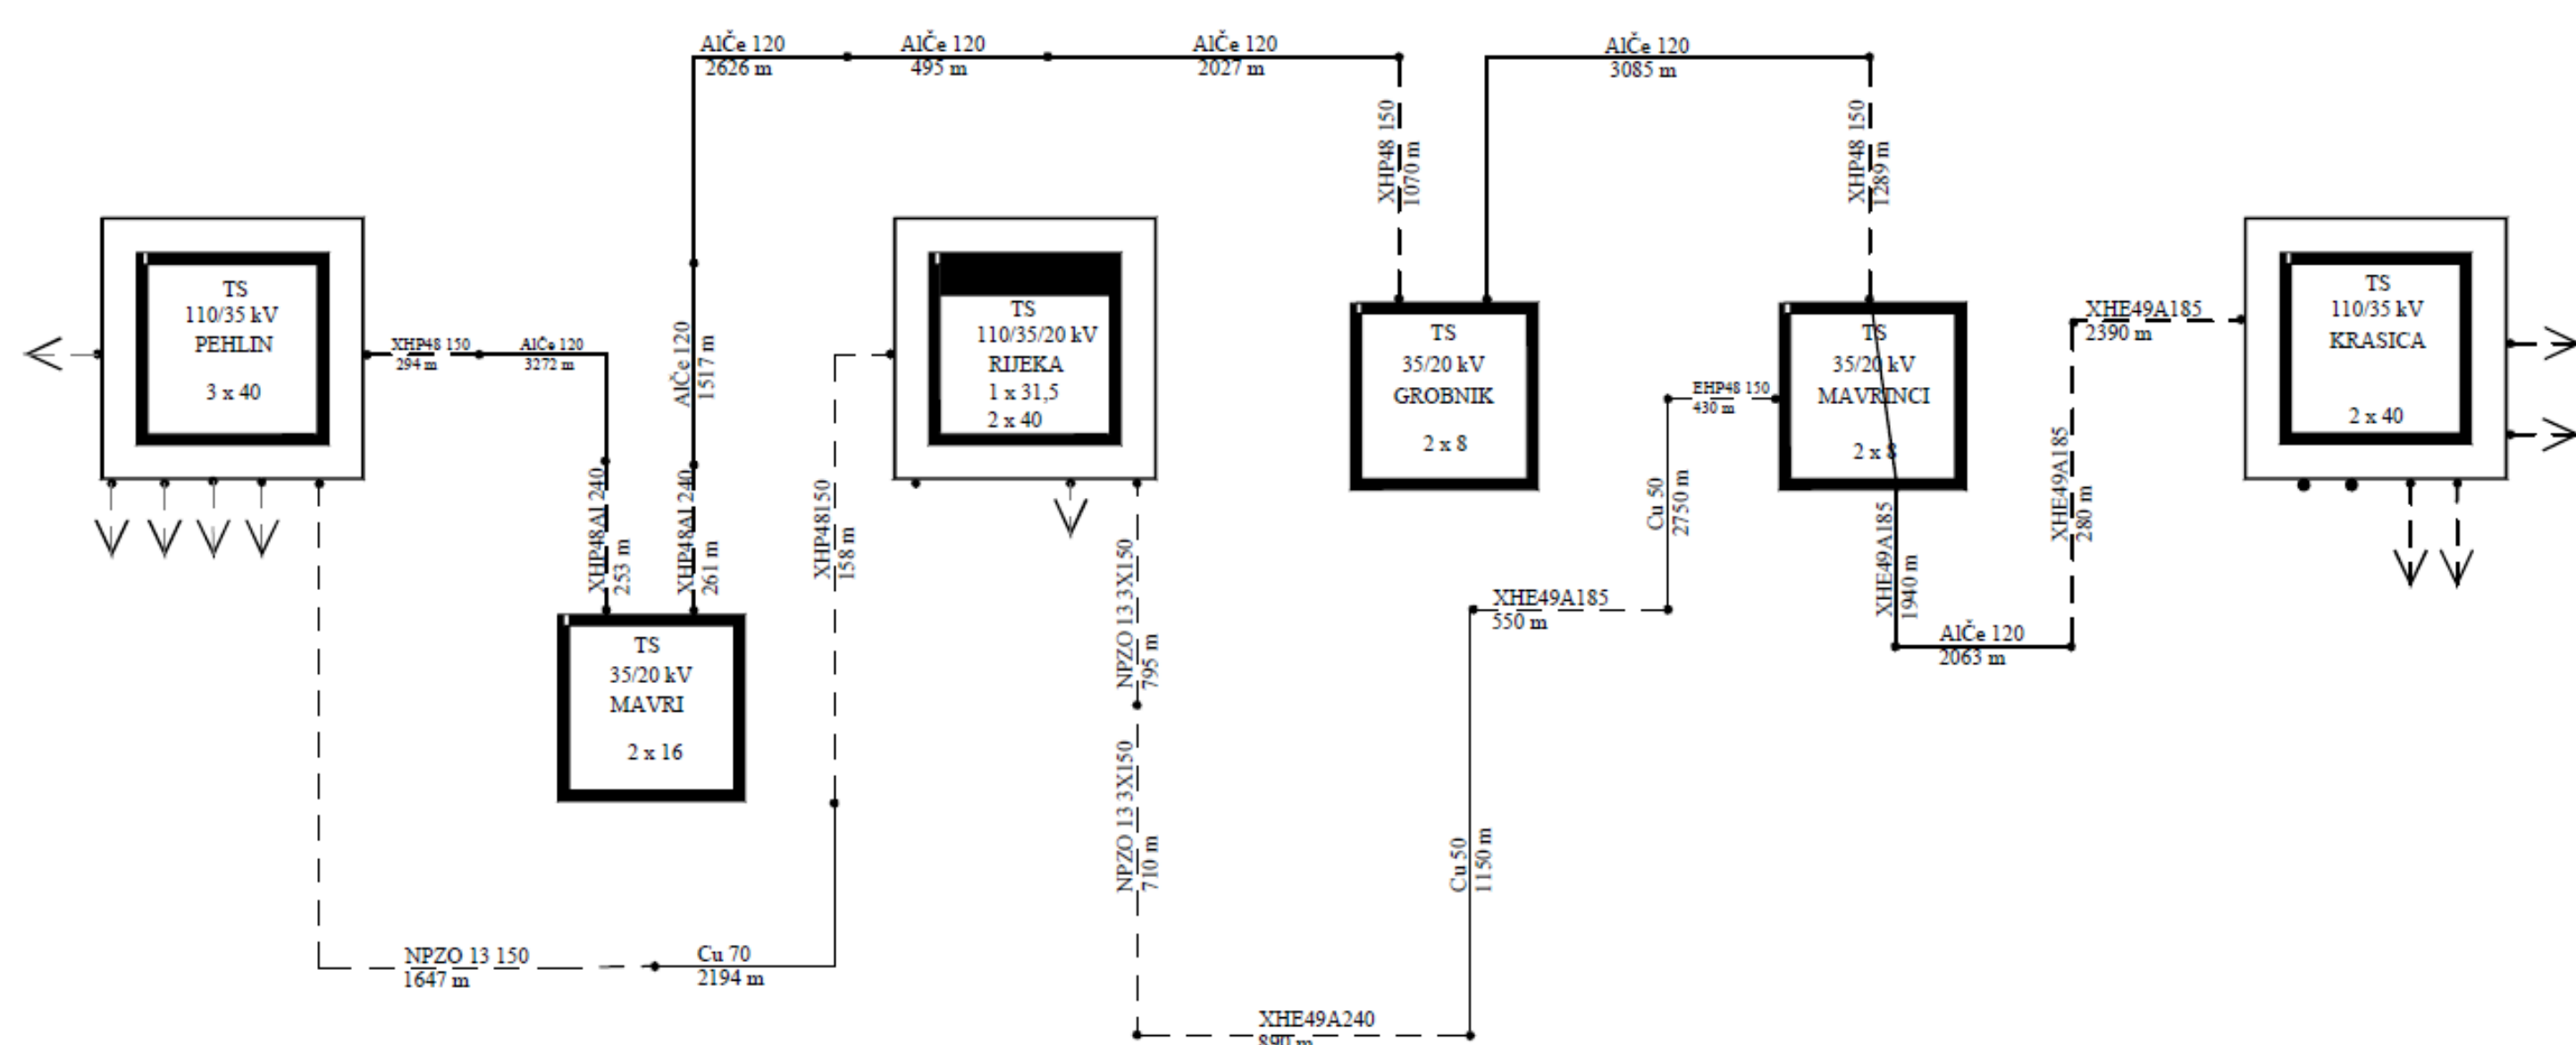 AlČe 120
2626 m
AlČe 120
495 m
AlČe 120
2027 m
AlČe 120
3085 m
XHP48 150
1070 m
XHP48 150
1289 m
TS
110/35 kV
PEHLIN
3 x 40
XHP48 150
294 m
AlČe 120
3272 m
AlČe 120
1517 m
TS
110/35/20 kV
RIJEKA
1 x 31,5
2 x 40
TS
35/20 kV
GROBNIK
2 x 8
EHP48 150
430 m
TS
35/20 kV
MAVRINCI
2 x 8
XHE49A185
2390 m
TS
110/35 kV
KRASICA
2 x 40
XHP48Al 240
253 m
XHP48Al 240
261 m
XHP48150
158 m
NPZO 13 3X150
795 m
Cu 50
2750 m
XHE49A185
1940 m
XHE49A185
280 m
XHE49A185
550 m
AlČe 120
2063 m
TS
35/20 kV
MAVRI
2 x 16
NPZO 13 3X150
710 m
Cu 50
1150 m
NPZO 13 150
1647 m
Cu 70
2194 m
XHE49A240
890 m